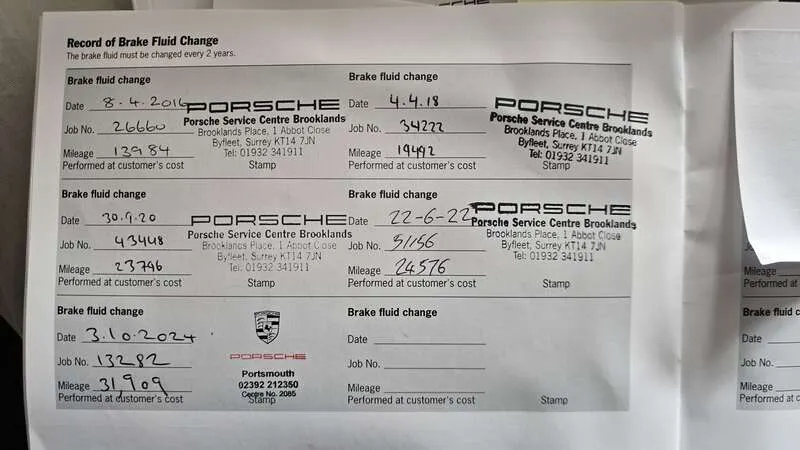 Record of Brake Fluid Change
The brake fluid must be changed every 2 years.
Brake fluid change
Date 8.4.2016
Job No. 26660
Mileage 13984
Performed at customer's cost
PORSCHE
Porsche Service Centre Brooklands
Brooklands Place, 1 Abbot Close
Byfleet, Surrey KT14 7JN
Tel: 01932 341911
Stamp
Brake fluid change
Date 4.4.18
Job No. 34222
Mileage 19492
Performed at customer's cost
PORSCHE
Porsche Service Centre Brooklands
Brooklands Place, 1 Abbot Close
Byfleet, Surrey KT14 7JN
Tel: 01932 341911
Stamp
Brake fluid change
Date 30.9.20
Job No. 43448
Mileage 23746
Performed at customer's cost
PORSCHE
Porsche Service Centre Brooklands
Brooklands Place, 1 Abbot Close
Byfleet, Surrey KT14 7JN
Tel: 01932 341911
Stamp
Brake fluid change
Date 22-6-22
Job No. 51156
Mileage 24576
Performed at customer's cost
PORSCHE
Porsche Service Centre Brooklands
Brooklands Place, 1 Abbot Close
Byfleet, Surrey KT14 7JN
Tel: 01932 341911
Stamp
Brake fluid change
Date 3.10.2024
Job No. 13282
Mileage 31,909
Performed at customer's cost
PORSCHE
Portsmouth
02392 212350
Centre No. 2085
Stamp
Brake fluid change
Date
Job No.
Mileage
Performed at customer's cost
Stamp
Mileage
Performed at
Brake fluid c
Date
Job No.
Mileage
Performed at c